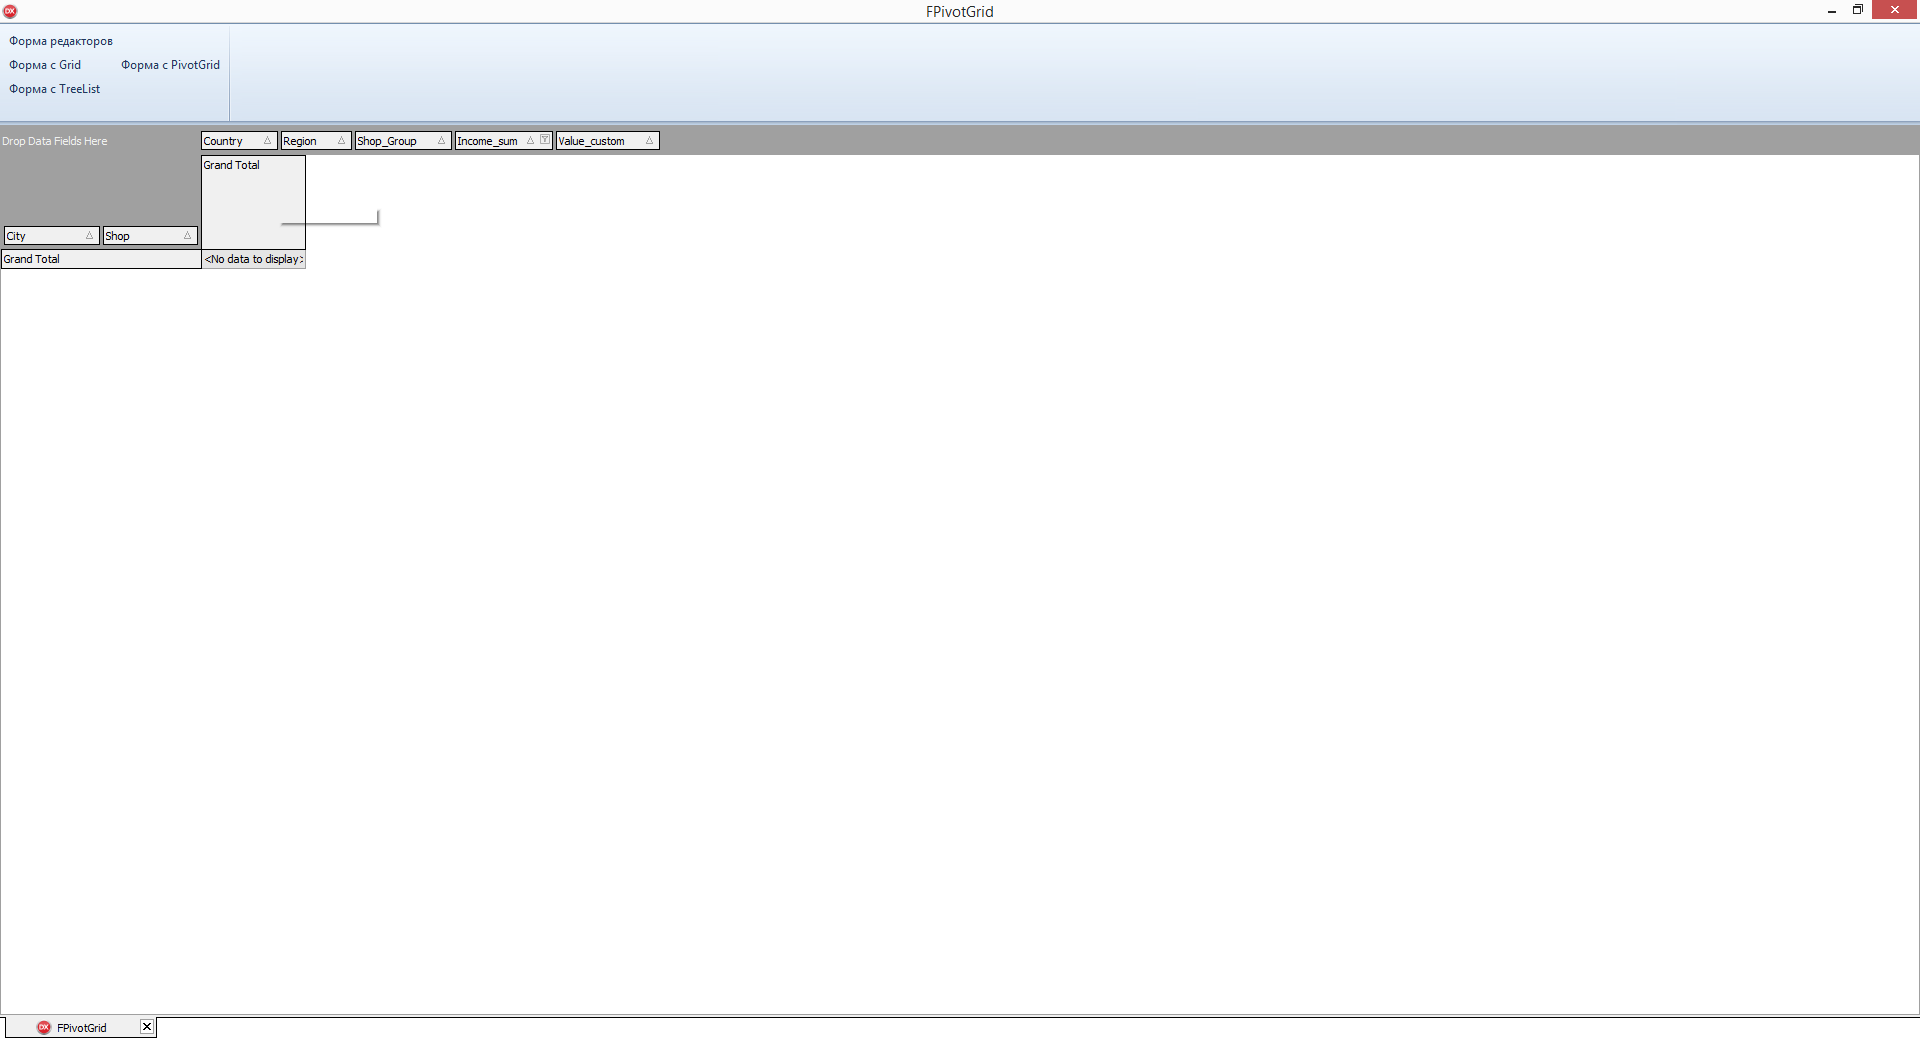 FPivotGrid
Форма редакторов
Форма с Grid Форма с PivotGrid
Форма с TreeList
Drop Data Fields Here Country Region Shop_Group Income_sum Value_custom
Grand Total
City Shop
Grand Total <No data to display>
DX FPivotGrid